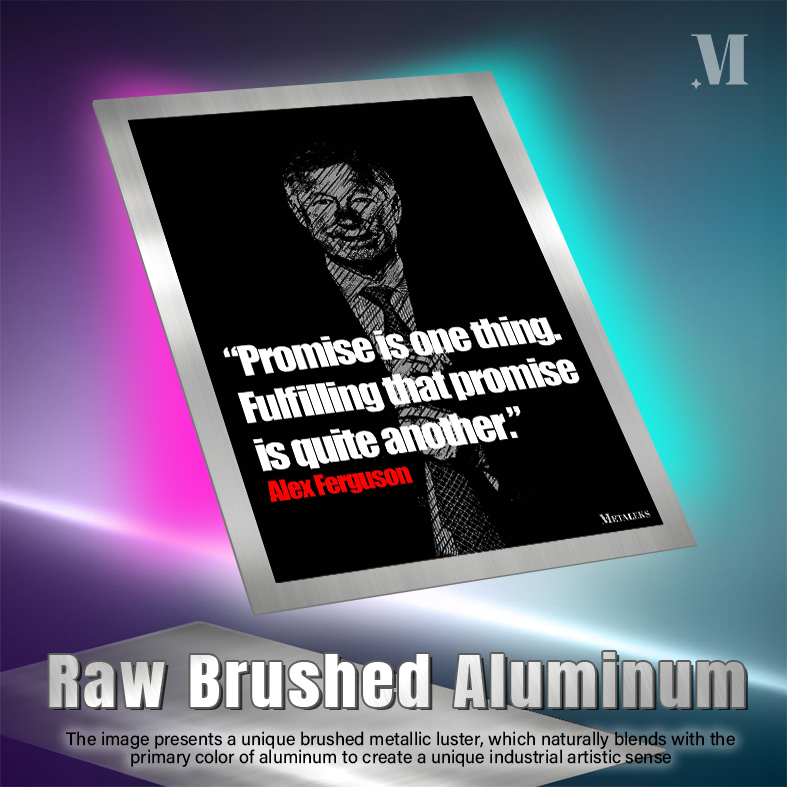 M
“Promise is one thing.
Fulfilling that promise
is quite another.”
Alex Ferguson
METALEKS
Raw Brushed Aluminum
The image presents a unique brushed metallic luster, which naturally blends with the
primary color of aluminum to create a unique industrial artistic sense